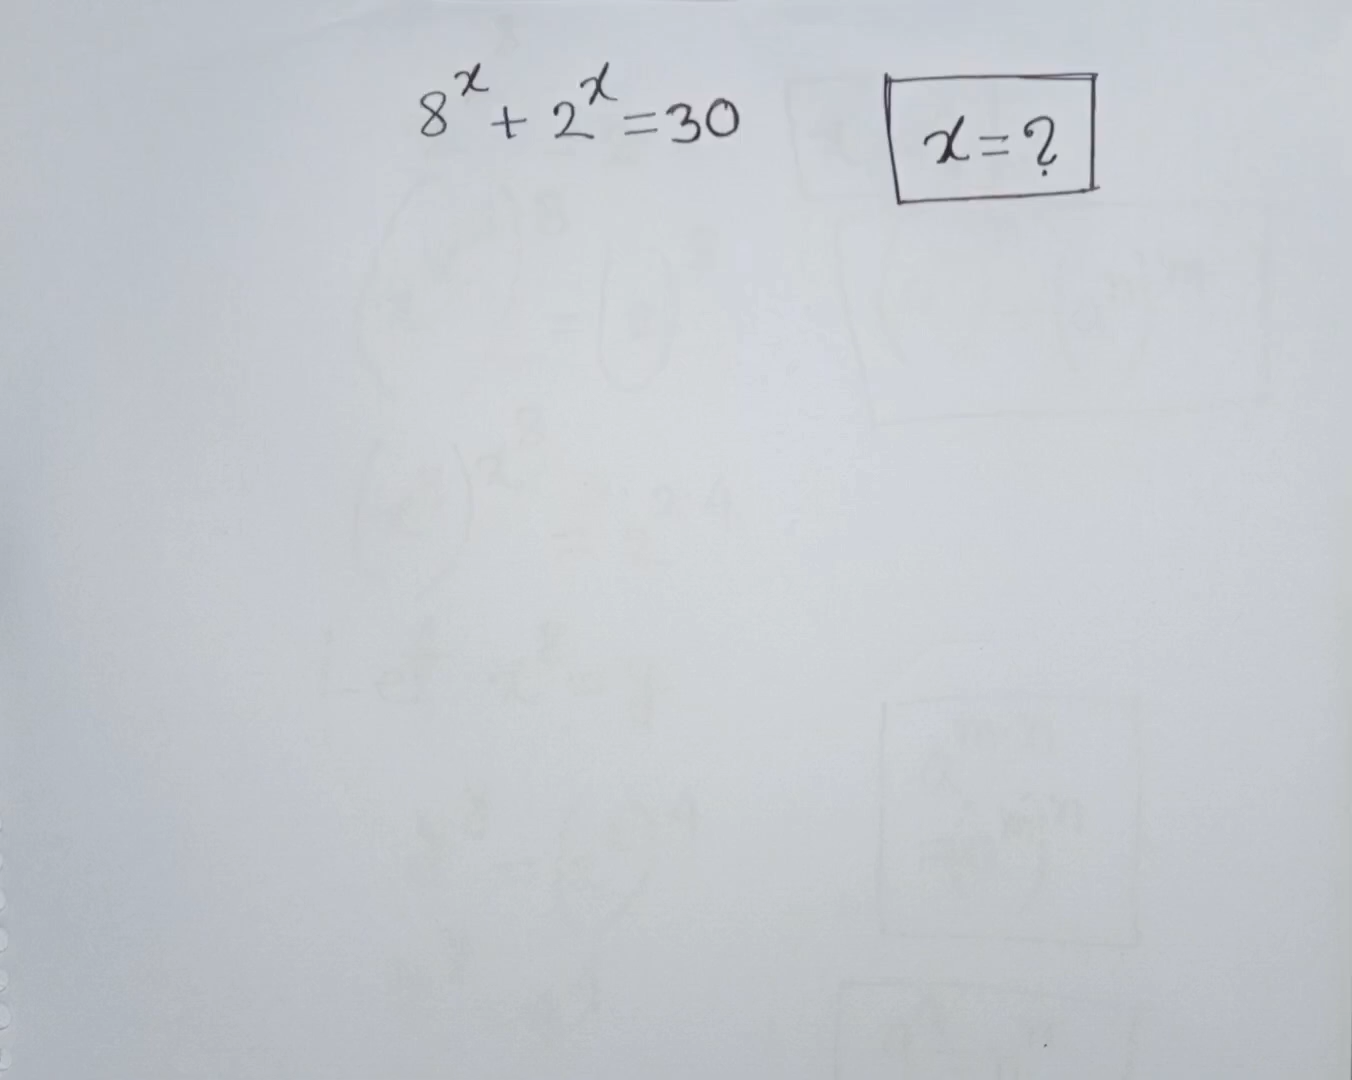 8^x + 2^x = 30
x = ?